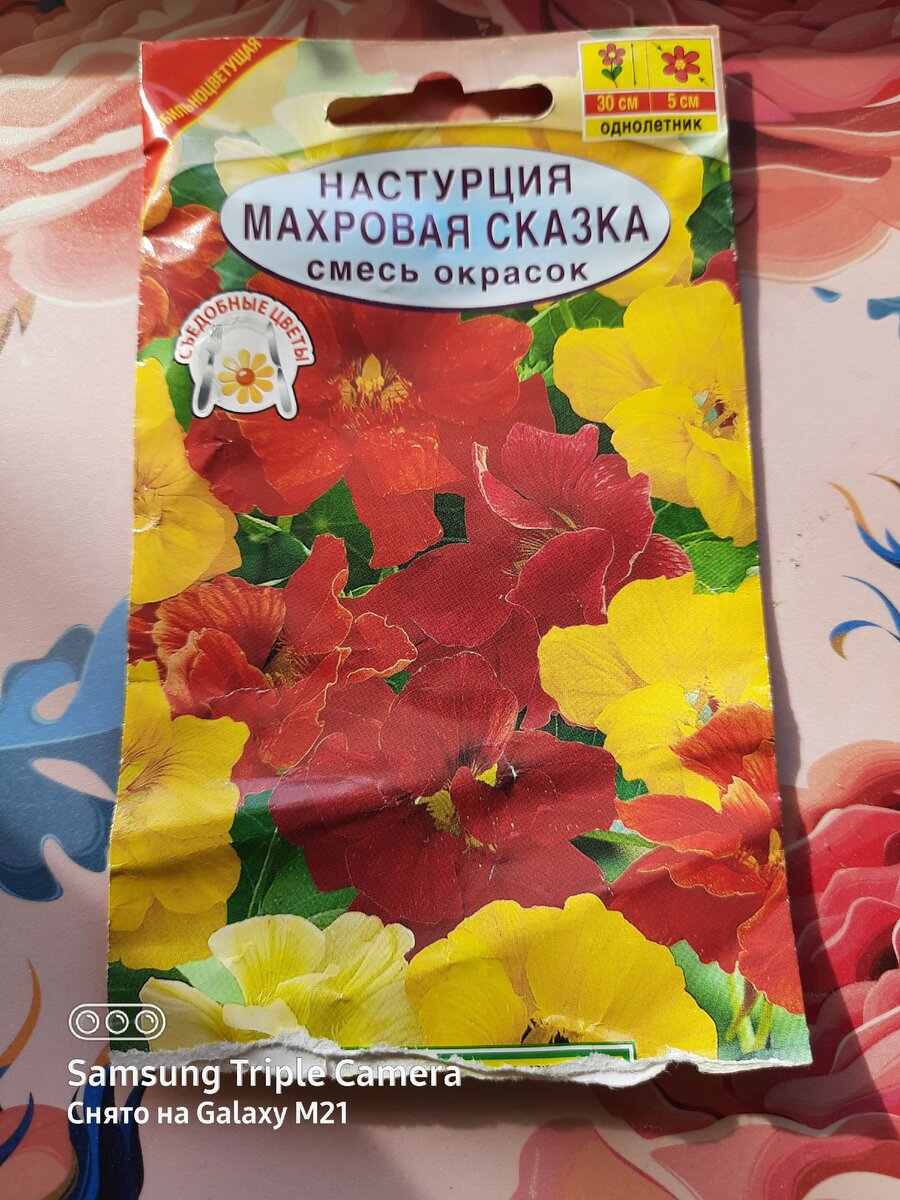 30 см 5 см
однолетник
НАСТУРЦИЯ
МАХРОВАЯ СКАЗКА
смесь окрасок
СЪЕДОБНЫЕ ЦВЕТЫ
Samsung Triple Camera
Снято на Galaxy M21